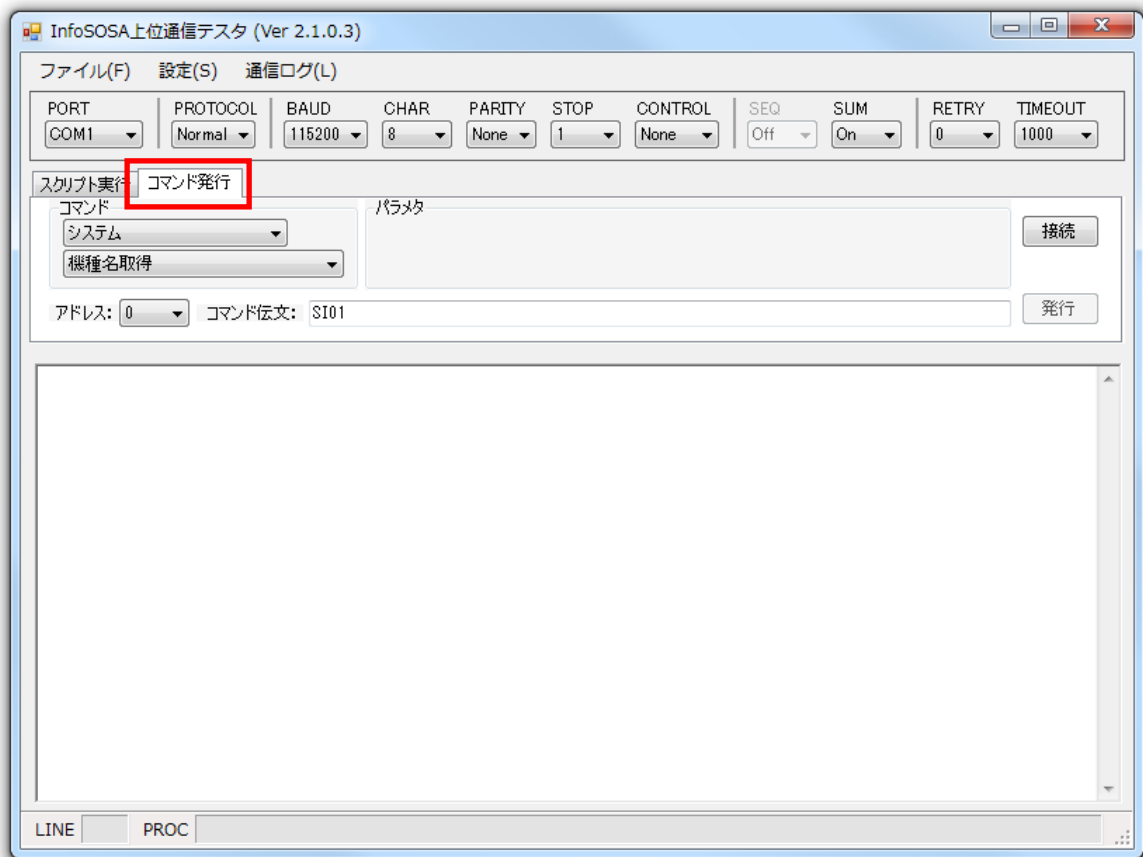 InfoSOSA上位通信テスタ (Ver 2.1.0.3)
ファイル(F) 設定(S) 通信ログ(L)
PORT PROTOCOL BAUD CHAR PARITY STOP CONTROL SEQ SUM RETRY TIMEOUT
COM1 Normal 115200 8 None 1 None Off On 0 1000
スクリプト実行 コマンド発行
コマンド パラメタ
システム 接続
機種名取得
アドレス: 0 コマンド伝文: SI01 発行
LINE PROC